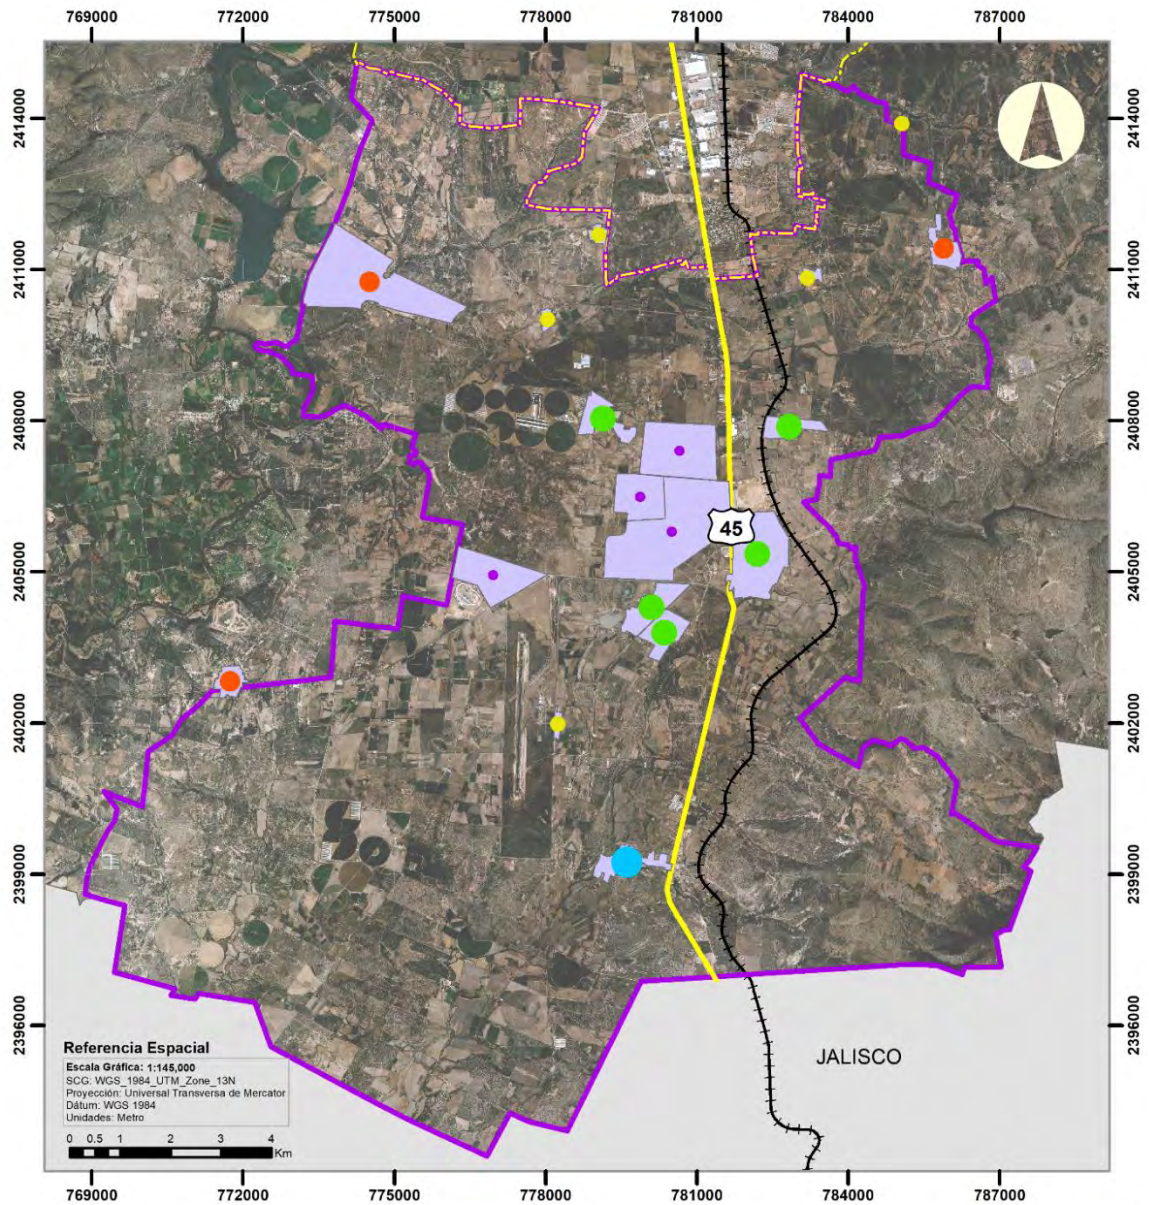 769000 772000 775000 778000 781000 784000 787000
2414000 2414000
2411000 2411000
2408000 2408000
45
2405000 2405000
2402000 2402000
2399000 2399000
2396000 2396000
JALISCO
Referencia Espacial
Escala Gráfica: 1:145,000
SCG: WGS_1984_UTM_Zone_13N
Proyección: Universal Transversa de Mercator
Dátum: WGS 1984
Unidades: Metro
0 0.5 1 2 3 4
Km
769000 772000 775000 778000 781000 784000 787000